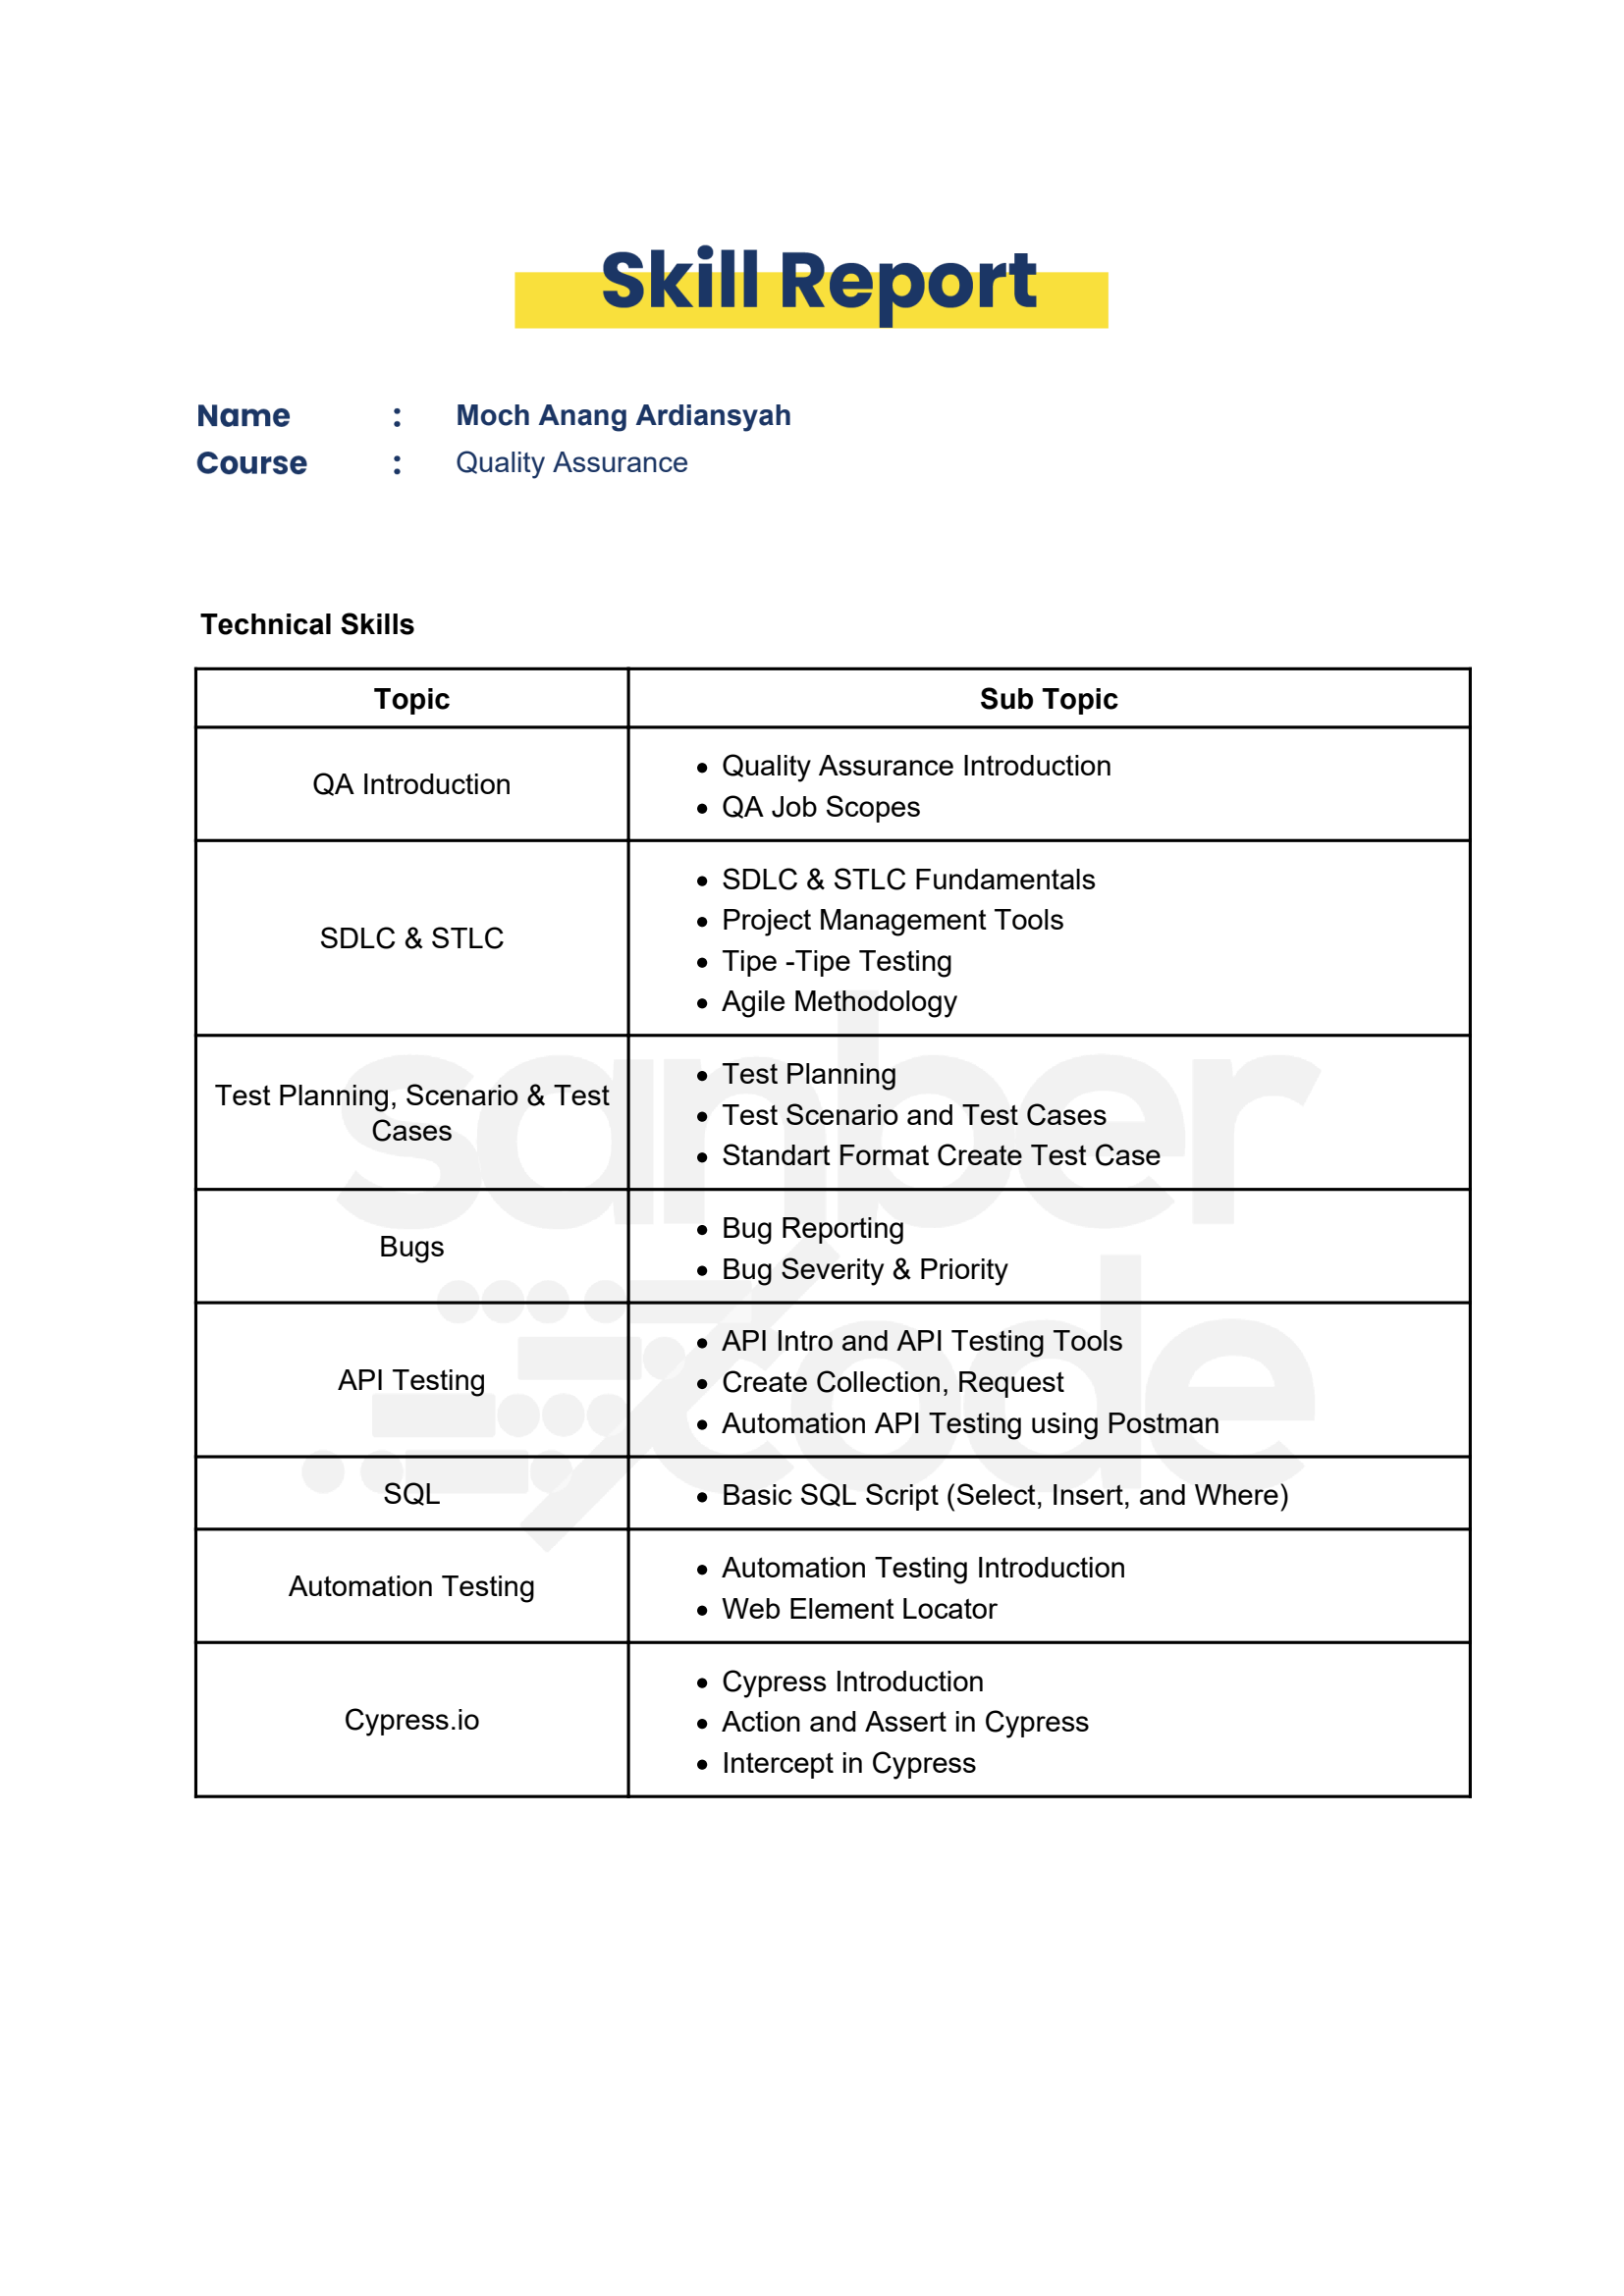 Skill Report
Name : Moch Anang Ardiansyah
Course : Quality Assurance
Technical Skills
Topic Sub Topic
QA Introduction
• Quality Assurance Introduction
• QA Job Scopes
SDLC & STLC
• SDLC & STLC Fundamentals
• Project Management Tools
• Tipe -Tipe Testing
• Agile Methodology
Test Planning, Scenario & Test
Cases
• Test Planning
• Test Scenario and Test Cases
• Standart Format Create Test Case
Bugs
• Bug Reporting
• Bug Severity & Priority
API Testing
• API Intro and API Testing Tools
• Create Collection, Request
• Automation API Testing using Postman
SQL
• Basic SQL Script (Select, Insert, and Where)
Automation Testing
• Automation Testing Introduction
• Web Element Locator
Cypress.io
• Cypress Introduction
• Action and Assert in Cypress
• Intercept in Cypress
sanber
code